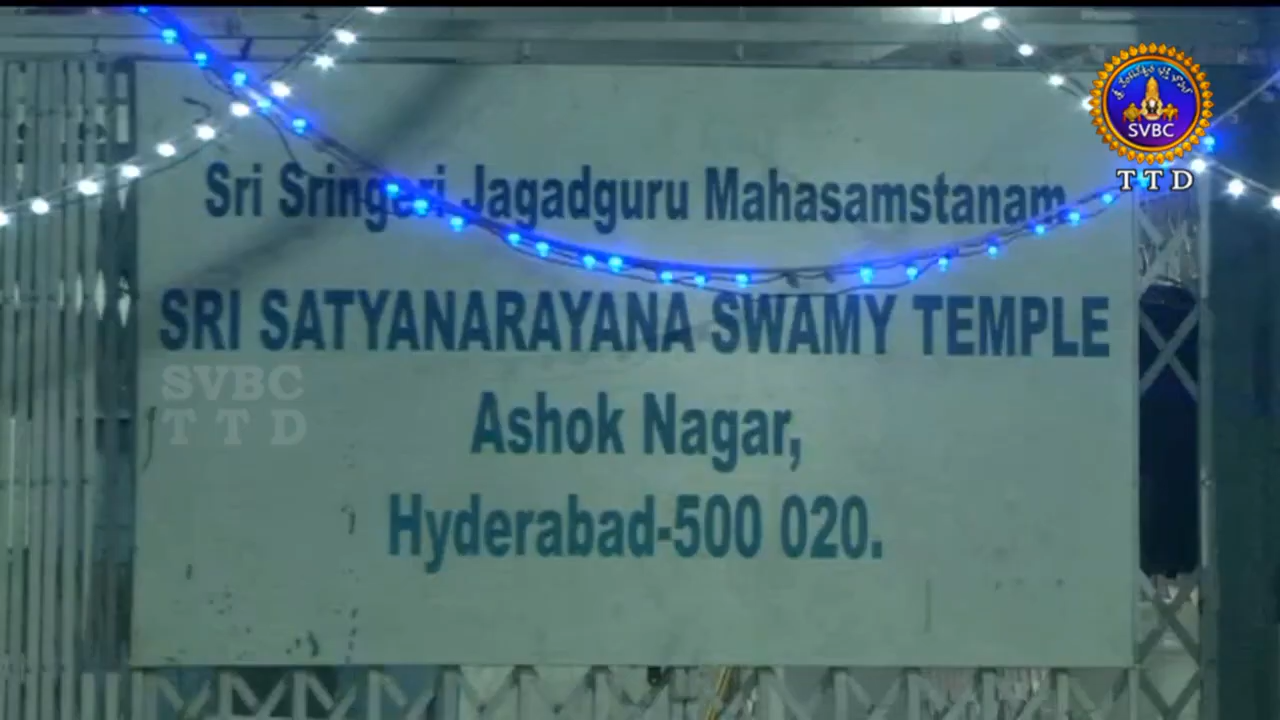 Sri Sringeri Jagadguru Mahasamstanam
SRI SATYANARAYANA SWAMY TEMPLE
Ashok Nagar,
Hyderabad-500 020.
SVBC
TTD
SVBC
TTD